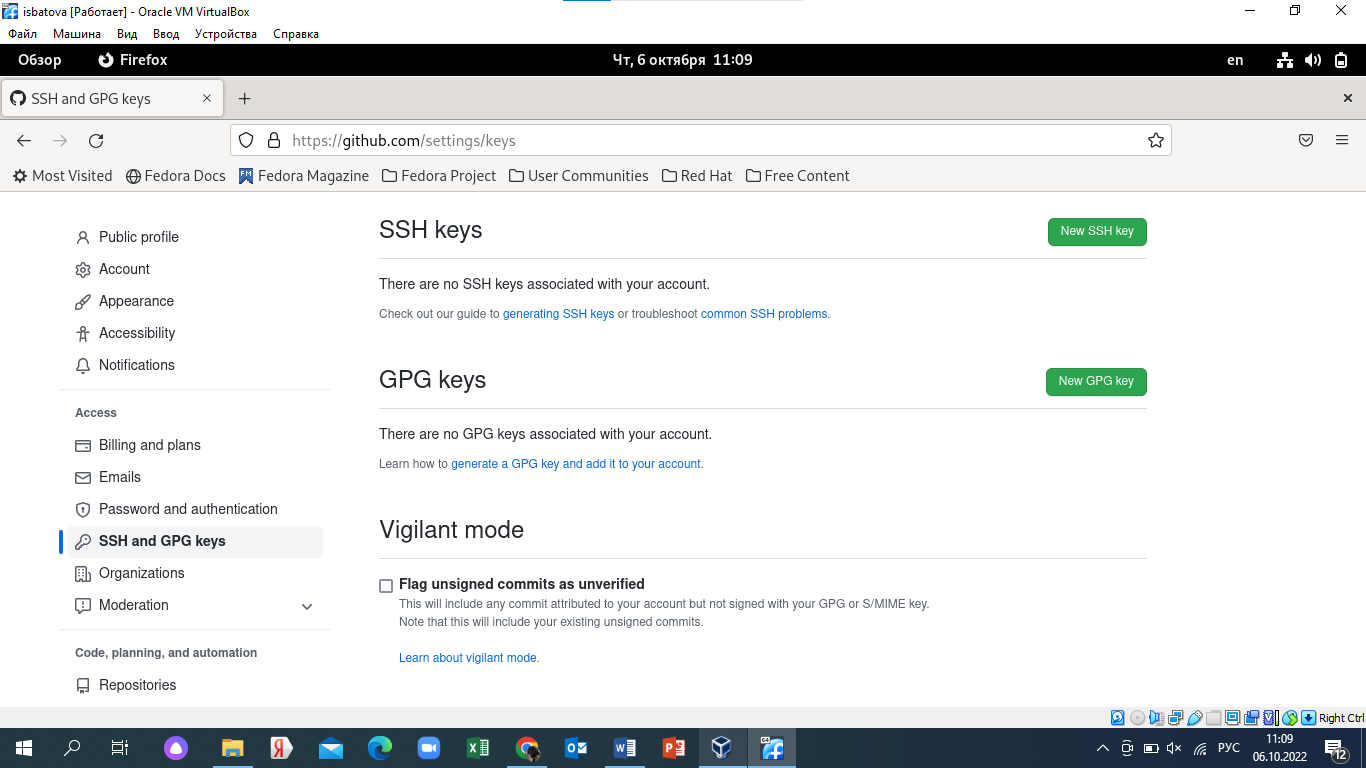 isbatova [Работает] - Oracle VM VirtualBox
Файл Машина Вид Ввод Устройства Справка
Обзор Firefox Чт, 6 октября 11:09 en
SSH and GPG keys
https://github.com/settings/keys
Most Visited Fedora Docs Fedora Magazine Fedora Project User Communities Red Hat Free Content
Public profile
Account
Appearance
Accessibility
Notifications
Access
Billing and plans
Emails
Password and authentication
SSH and GPG keys
Organizations
Moderation
Code, planning, and automation
Repositories
SSH keys
New SSH key
There are no SSH keys associated with your account.
Check out our guide to generating SSH keys or troubleshoot common SSH problems.
GPG keys
New GPG key
There are no GPG keys associated with your account.
Learn how to generate a GPG key and add it to your account.
Vigilant mode
Flag unsigned commits as unverified
This will include any commit attributed to your account but not signed with your GPG or S/MIME key.
Note that this will include your existing unsigned commits.
Learn about vigilant mode.
Right Ctrl
РУС
11:09
06.10.2022
12